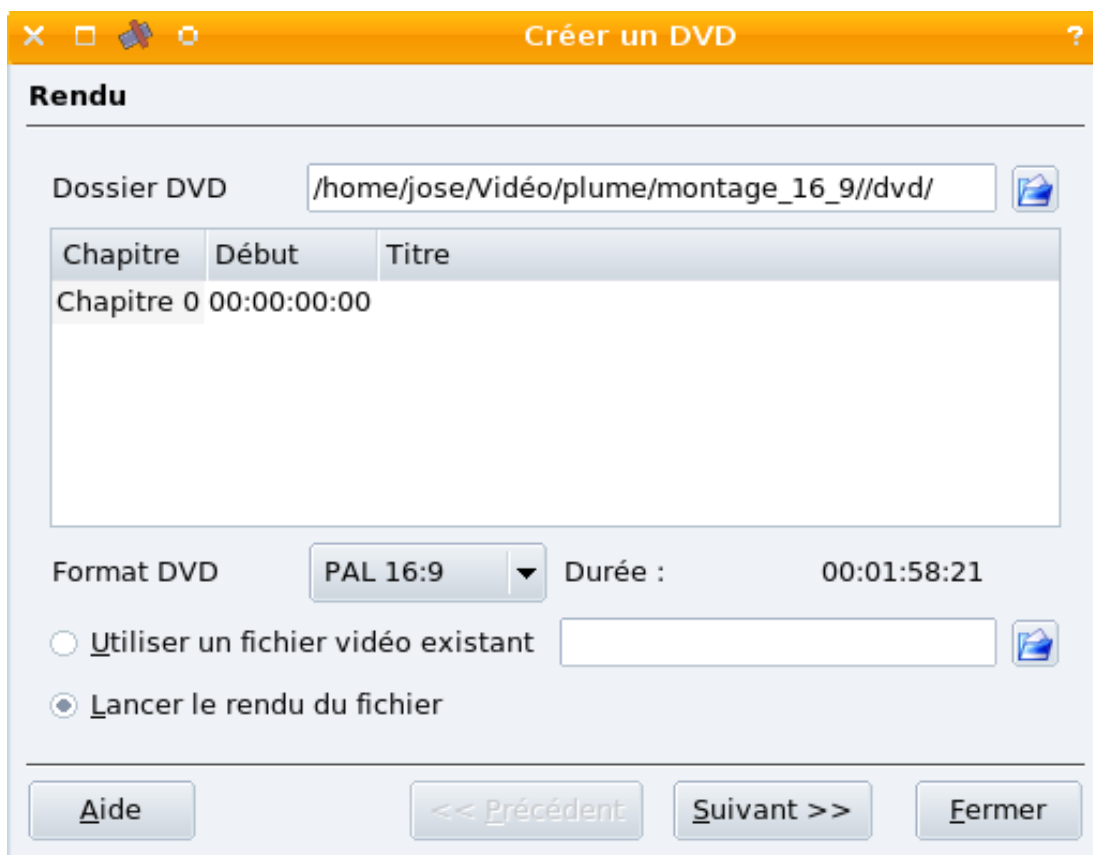 Créer un DVD ?
Rendu
Dossier DVD /home/jose/Vidéo/plume/montage_16_9//dvd/
Chapitre Début Titre
Chapitre 0 00:00:00:00
Format DVD PAL 16:9 Durée : 00:01:58:21
Utiliser un fichier vidéo existant
Lancer le rendu du fichier
Aide << Précédent Suivant >> Fermer